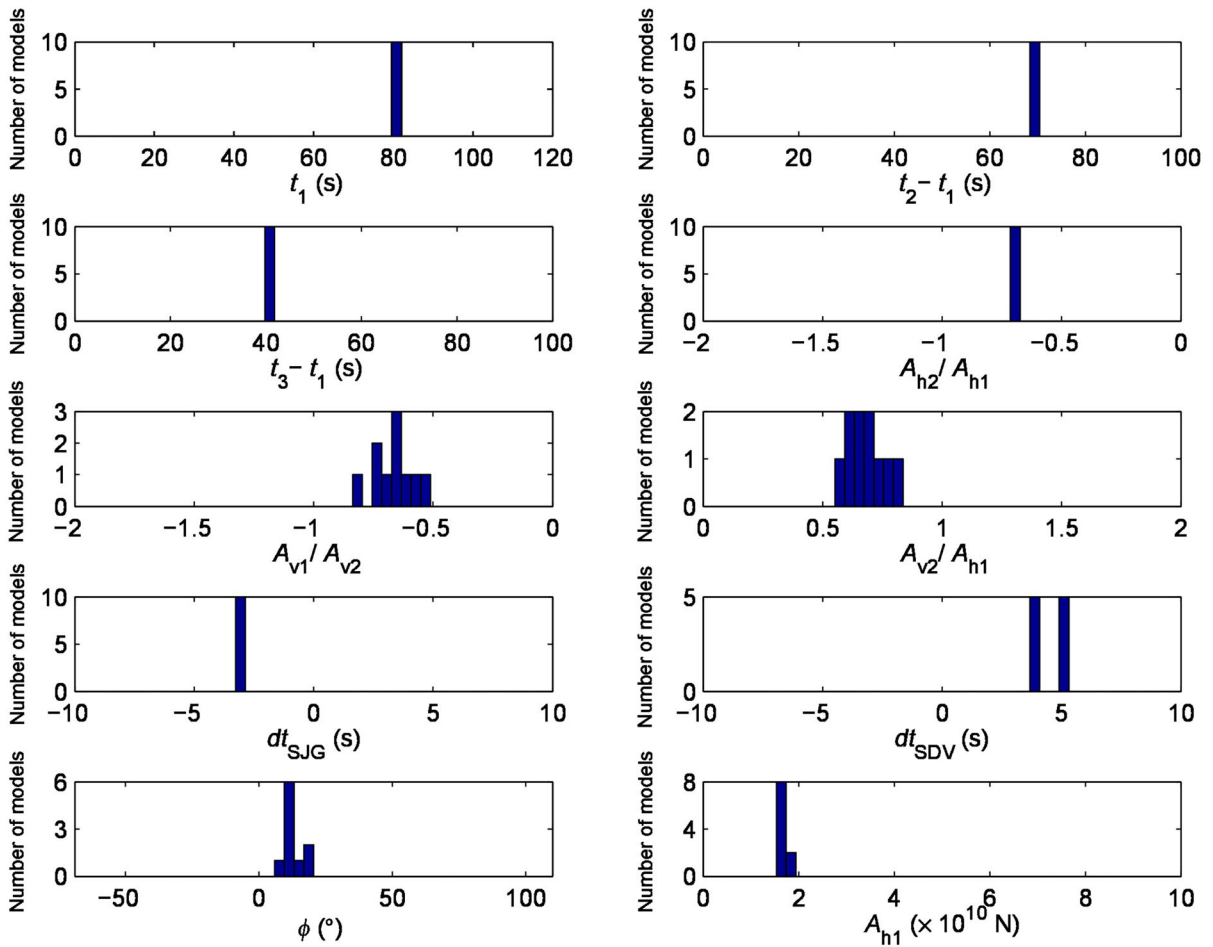 Number of models
10
5
0
0 20 40 60 80 100 120
t1 (s)
Number of models
10
5
0
0 20 40 60 80 100
t2− t1 (s)
Number of models
10
5
0
0 20 40 60 80 100
t3− t1 (s)
Number of models
10
5
0
−2 −1.5 −1 −0.5 0
Ah2/ Ah1
Number of models
3
2
1
0
−2 −1.5 −1 −0.5 0
Av1/ Av2
Number of models
2
1
0
0 0.5 1 1.5 2
Av2/ Ah1
Number of models
10
5
0
−10 −5 0 5 10
dtSJG (s)
Number of models
5
0
−10 −5 0 5 10
dtSDV (s)
Number of models
6
3
0
−50 0 50 100
ϕ (°)
Number of models
8
4
0
0 2 4 6 8 10
Ah1 (× 10^10 N)